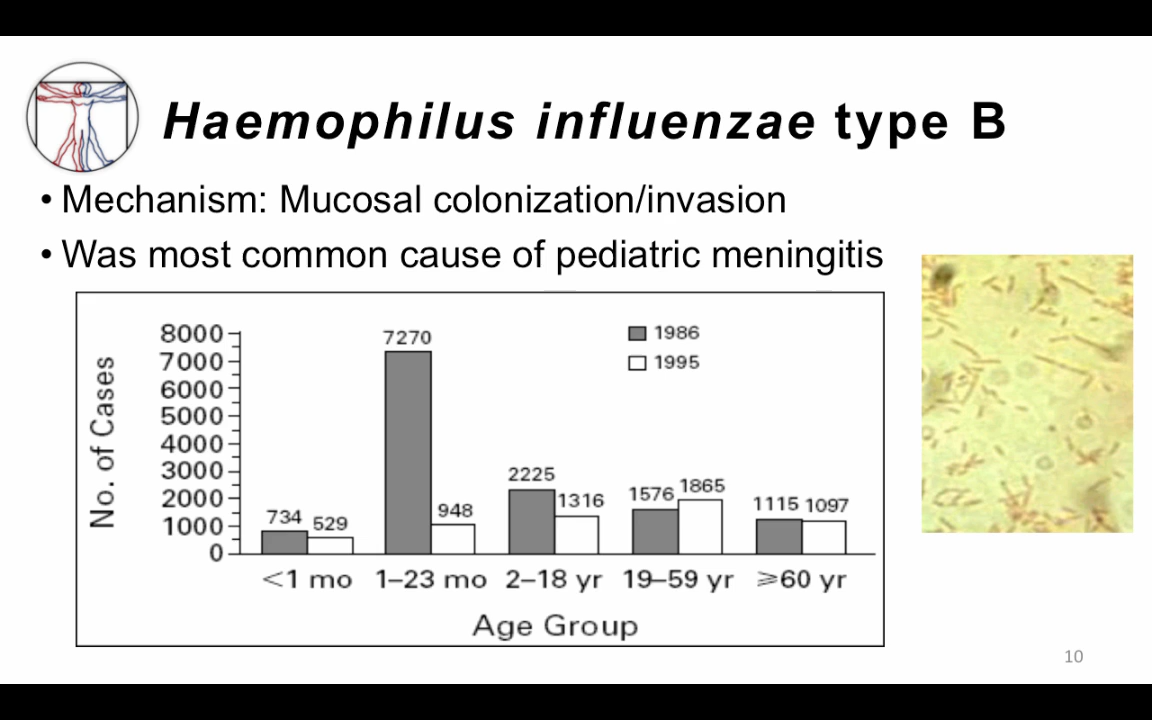 Haemophilus influenzae type B
• Mechanism: Mucosal colonization/invasion
• Was most common cause of pediatric meningitis
No. of Cases
8000
7000
6000
5000
4000
3000
2000
1000
0
1986
1995
734 529
7270 948
2225 1316
1576 1865
1115 1097
<1 mo 1–23 mo 2–18 yr 19–59 yr ≥60 yr
Age Group
10